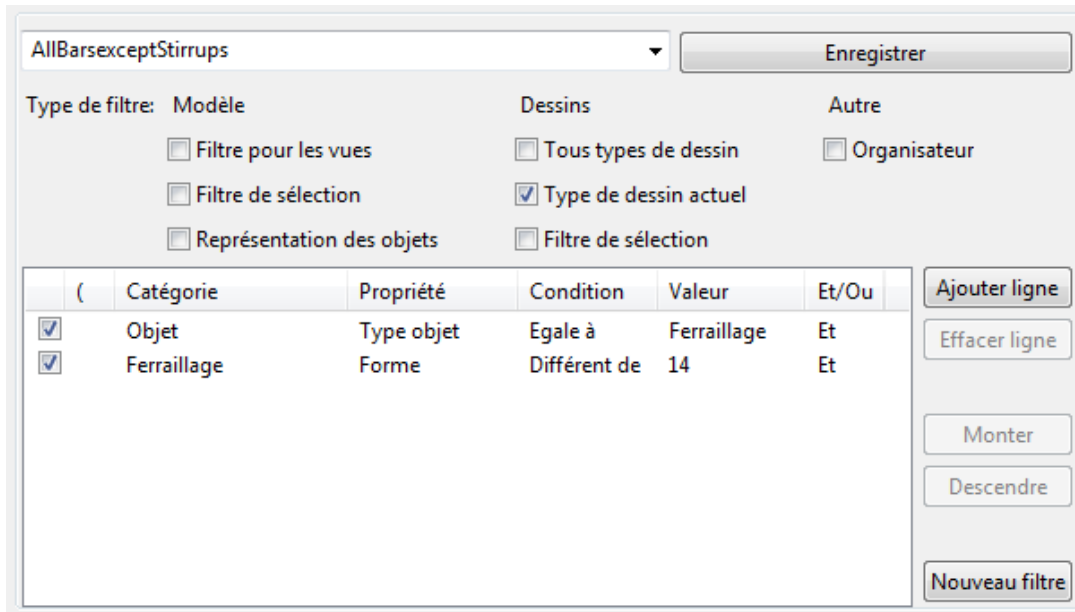 AllBarsexceptStirrups Enregistrer
Type de filtre: Modèle Dessins Autre
Filtre pour les vues Tous types de dessin Organisateur
Filtre de sélection Type de dessin actuel
Représentation des objets Filtre de sélection
( Catégorie Propriété Condition Valeur Et/Ou Ajouter ligne
Objet Type objet Egale à Ferraillage Et
Effacer ligne
Ferraillage Forme Différent de 14 Et
Monter
Descendre
Nouveau filtre